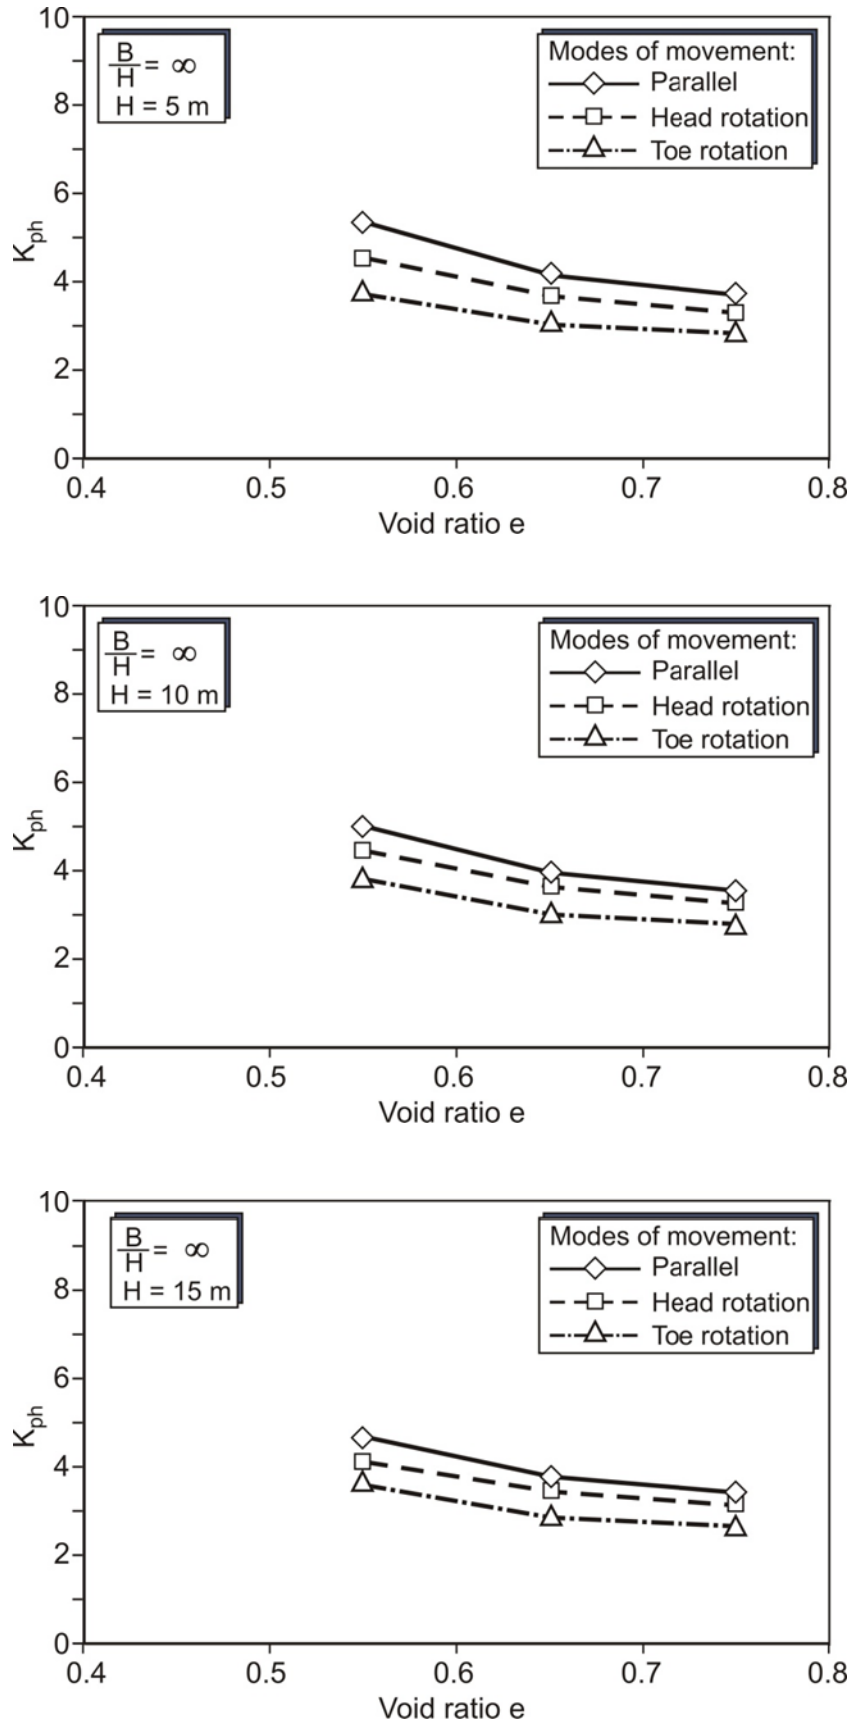 10
8
6
4
2
0
K_ph
B/H = ∞
H = 5 m
Modes of movement:
Parallel
Head rotation
Toe rotation
0.4 0.5 0.6 0.7 0.8
Void ratio e
10
8
6
4
2
0
K_ph
B/H = ∞
H = 10 m
Modes of movement:
Parallel
Head rotation
Toe rotation
0.4 0.5 0.6 0.7 0.8
Void ratio e
10
8
6
4
2
0
K_ph
B/H = ∞
H = 15 m
Modes of movement:
Parallel
Head rotation
Toe rotation
0.4 0.5 0.6 0.7 0.8
Void ratio e